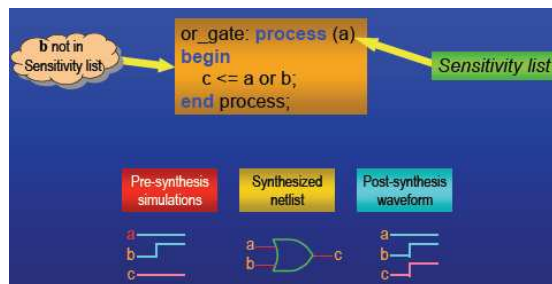 b not in
Sensitivity list
or_gate: process (a)
begin
c <= a or b;
end process;
Sensitivity list
Pre-synthesis
simulations
Synthesized
netlist
Post-synthesis
waveform
a
b
c
a
b
c
a
b
c